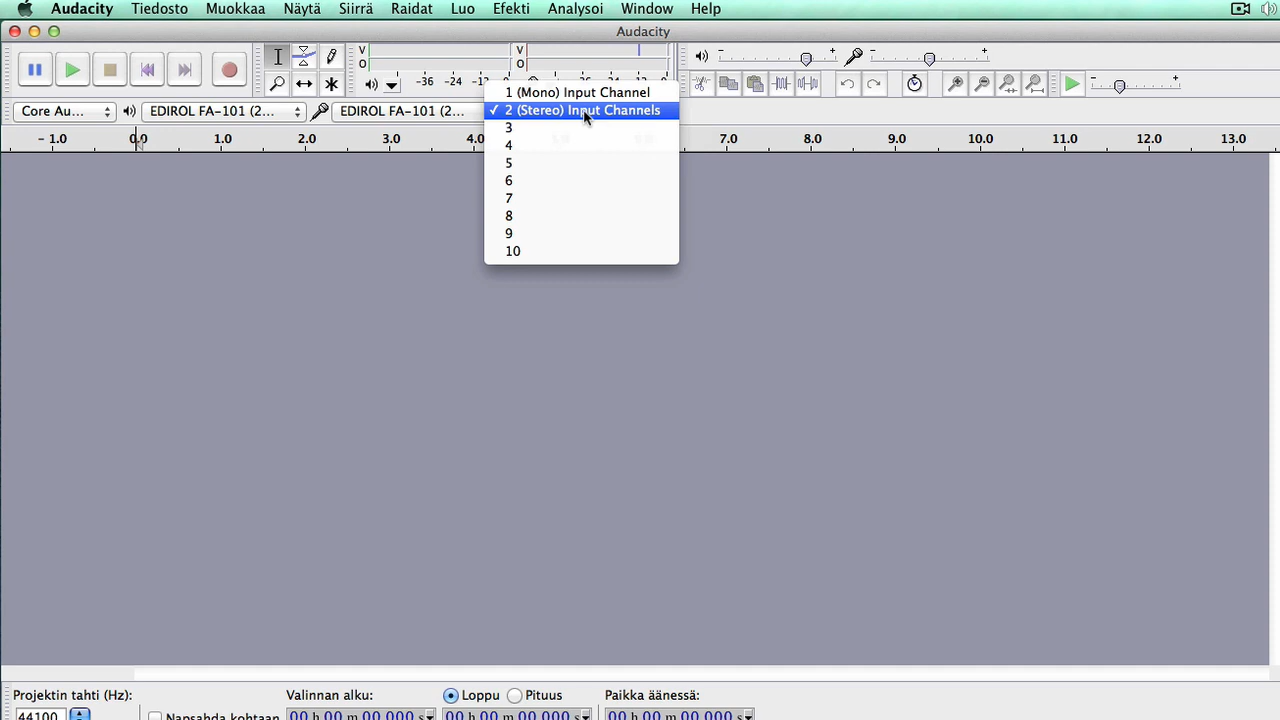 Audacity Tiedosto Muokkaa Näytä Siirrä Raidat Luo Efekti Analysoi Window Help
Audacity
V
O
V
O
-36 -24 -12
1 (Mono) Input Channel
Core Au... EDIROL FA-101 (2... EDIROL FA-101 (2...
✓ 2 (Stereo) Input Channels
3
- 1.0 0.0 1.0 2.0 3.0 4.0 7.0 8.0 9.0 10.0 11.0 12.0 13.0
4
5
6
7
8
9
10
Projektin tahti (Hz): Valinnan alku: Loppu Pituus Paikka äänessä:
44100 Napsahda kohtaan 00 h 00 m 00.000 s 00 h 00 m 00.000 s 00 h 00 m 00.000 s